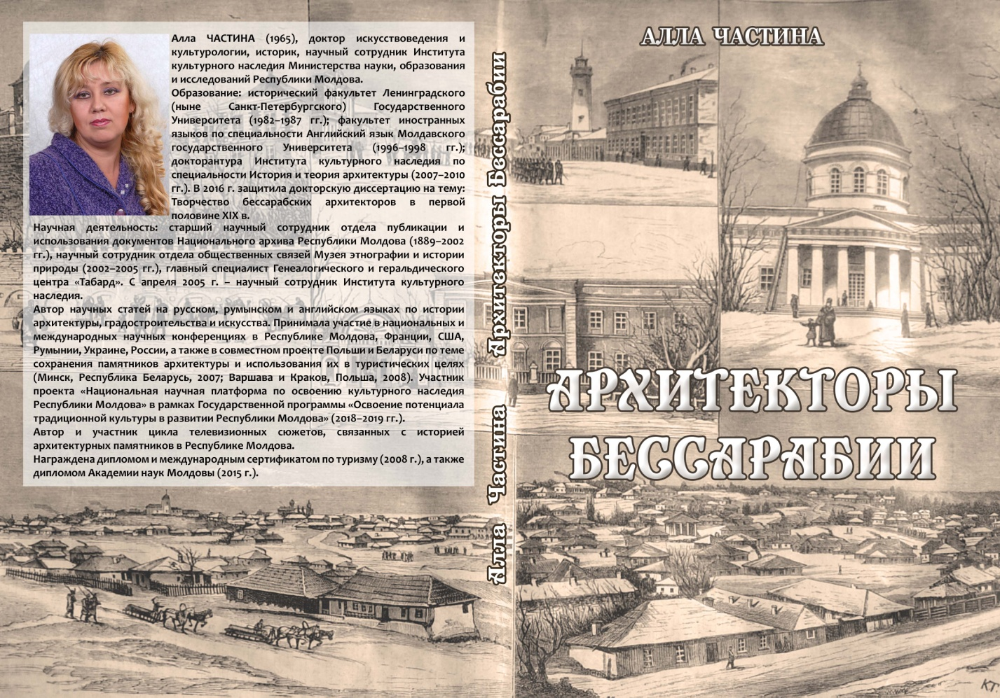 Алла ЧАСТИНА (1965), доктор искусствоведения и
культурологии, историк, научный сотрудник Института
культурного наследия Министерства науки, образования
и исследований Республики Молдова.
Образование: исторический факультет Ленинградского
(ныне Санкт-Петербургского) Государственного
Университета (1982–1987 гг.); факультет иностранных
языков по специальности Английский язык Молдавского
государственного Университета (1996–1998 гг.);
докторантура Института культурного наследия по
специальности История и теория архитектуры (2007–2010
гг.). В 2016 г. защитила докторскую диссертацию на тему:
Творчество бессарабских архитекторов в первой
половине XIX в.
Научная деятельность: старший научный сотрудник отдела публикации и
использования документов Национального архива Республики Молдова (1889–2002
гг.), научный сотрудник отдела общественных связей Музея этнографии и истории
природы (2002–2005 гг.), главный специалист Генеалогического и геральдического
центра «Табард». С апреля 2005 г. – научный сотрудник Института культурного
наследия.
Автор научных статей на русском, румынском и английском языках по истории
архитектуры, градостроительства и искусства. Принимала участие в национальных и
международных научных конференциях в Республике Молдова, Франции, США,
Румынии, Украине, России, а также в совместном проекте Польши и Беларуси по теме
сохранения памятников архитектуры и использования их в туристических целях
(Минск, Республика Беларусь, 2007; Варшава и Краков, Польша, 2008). Участник
проекта «Национальная научная платформа по освоению культурного наследия
Республики Молдова» в рамках Государственной программы «Освоение потенциала
традиционной культуры в развитии Республики Молдова» (2018–2019 гг.).
Автор и участник цикла телевизионных сюжетов, связанных с историей
архитектурных памятников в Республике Молдова.
Награждена дипломом и международным сертификатом по туризму (2008 г.), а также
дипломом Академии наук Молдовы (2015 г.).
Алла Частина Архитекторы Бессарабии
АЛЛА ЧАСТИНА
АРХИТЕКТОРЫ
БЕССАРАБИИ
КТ